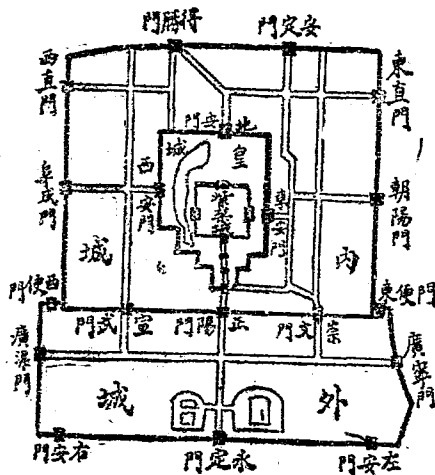 安定門
得勝門
東直門
西直門
地安門
皇城
朝陽門
阜成門
東安門
西安門
紫禁城
内城
東便門
西便門
崇文門
正陽門
宣武門
廣寧門
廣渠門
外城
左安門
永定門
右安門